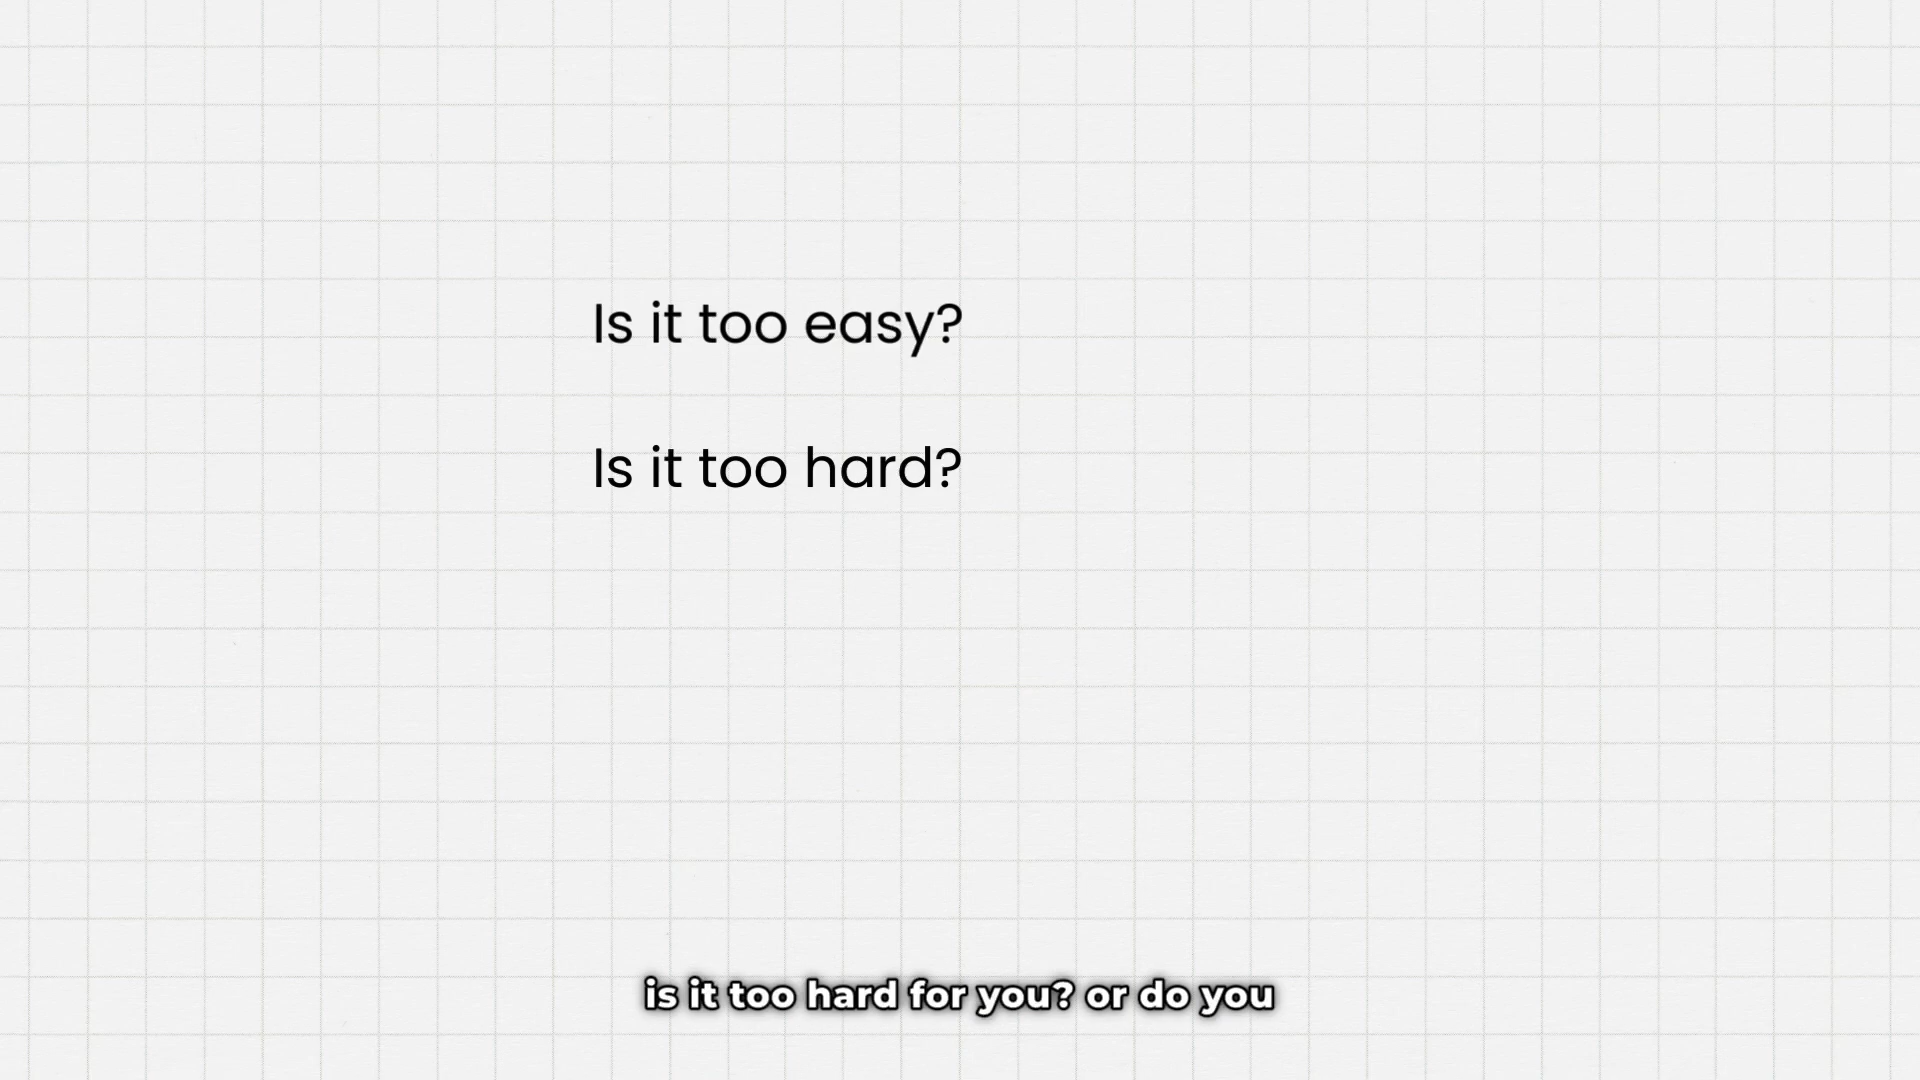 Is it too easy?
Is it too hard?
is it too hard for you? or do you